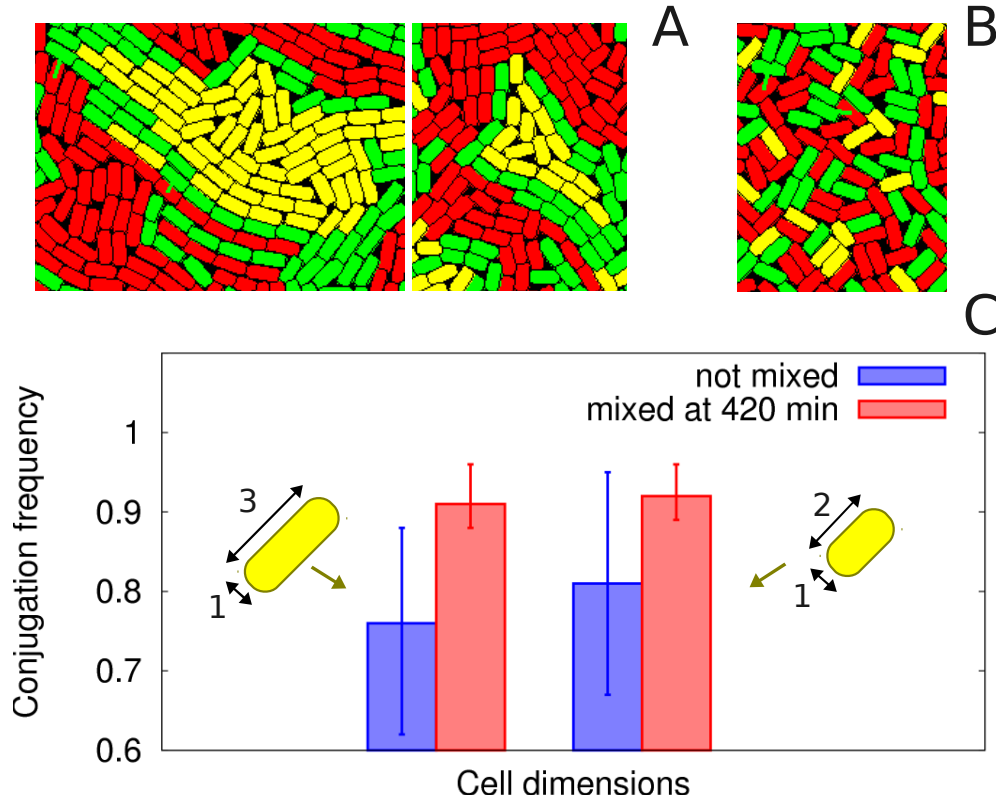 A
B
C
not mixed
mixed at 420 min
Conjugation frequency
1
0.9
0.8
0.7
0.6
3
1
2
1
Cell dimensions